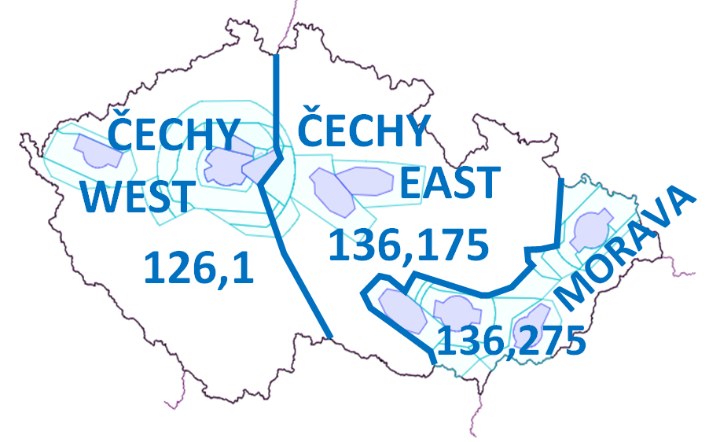 ČECHY
WEST
126,1
ČECHY
EAST
136,175
MORAVA
136,275